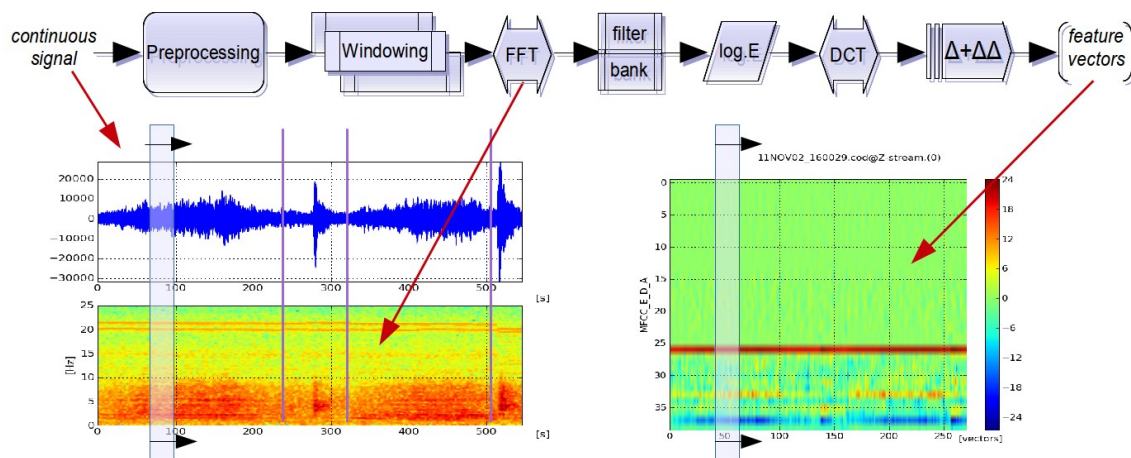 continuous signal
Preprocessing
Windowing
FFT
filter bank
log.E
DCT
Δ+ΔΔ
feature vectors
20000
10000
0
−10000
−20000
−30000
0 100 200 300 400 500
[s]
25
20
15
10
5
0
[Hz]
0 100 200 300 400 500
[s]
11NOV02_160029.cod@Z-stream.(0)
0
5
10
15
20
25
30
35
MFCC_E_D_A
0 50 100 150 200 250
[vectors]
24
18
12
6
0
−6
−12
−18
−24